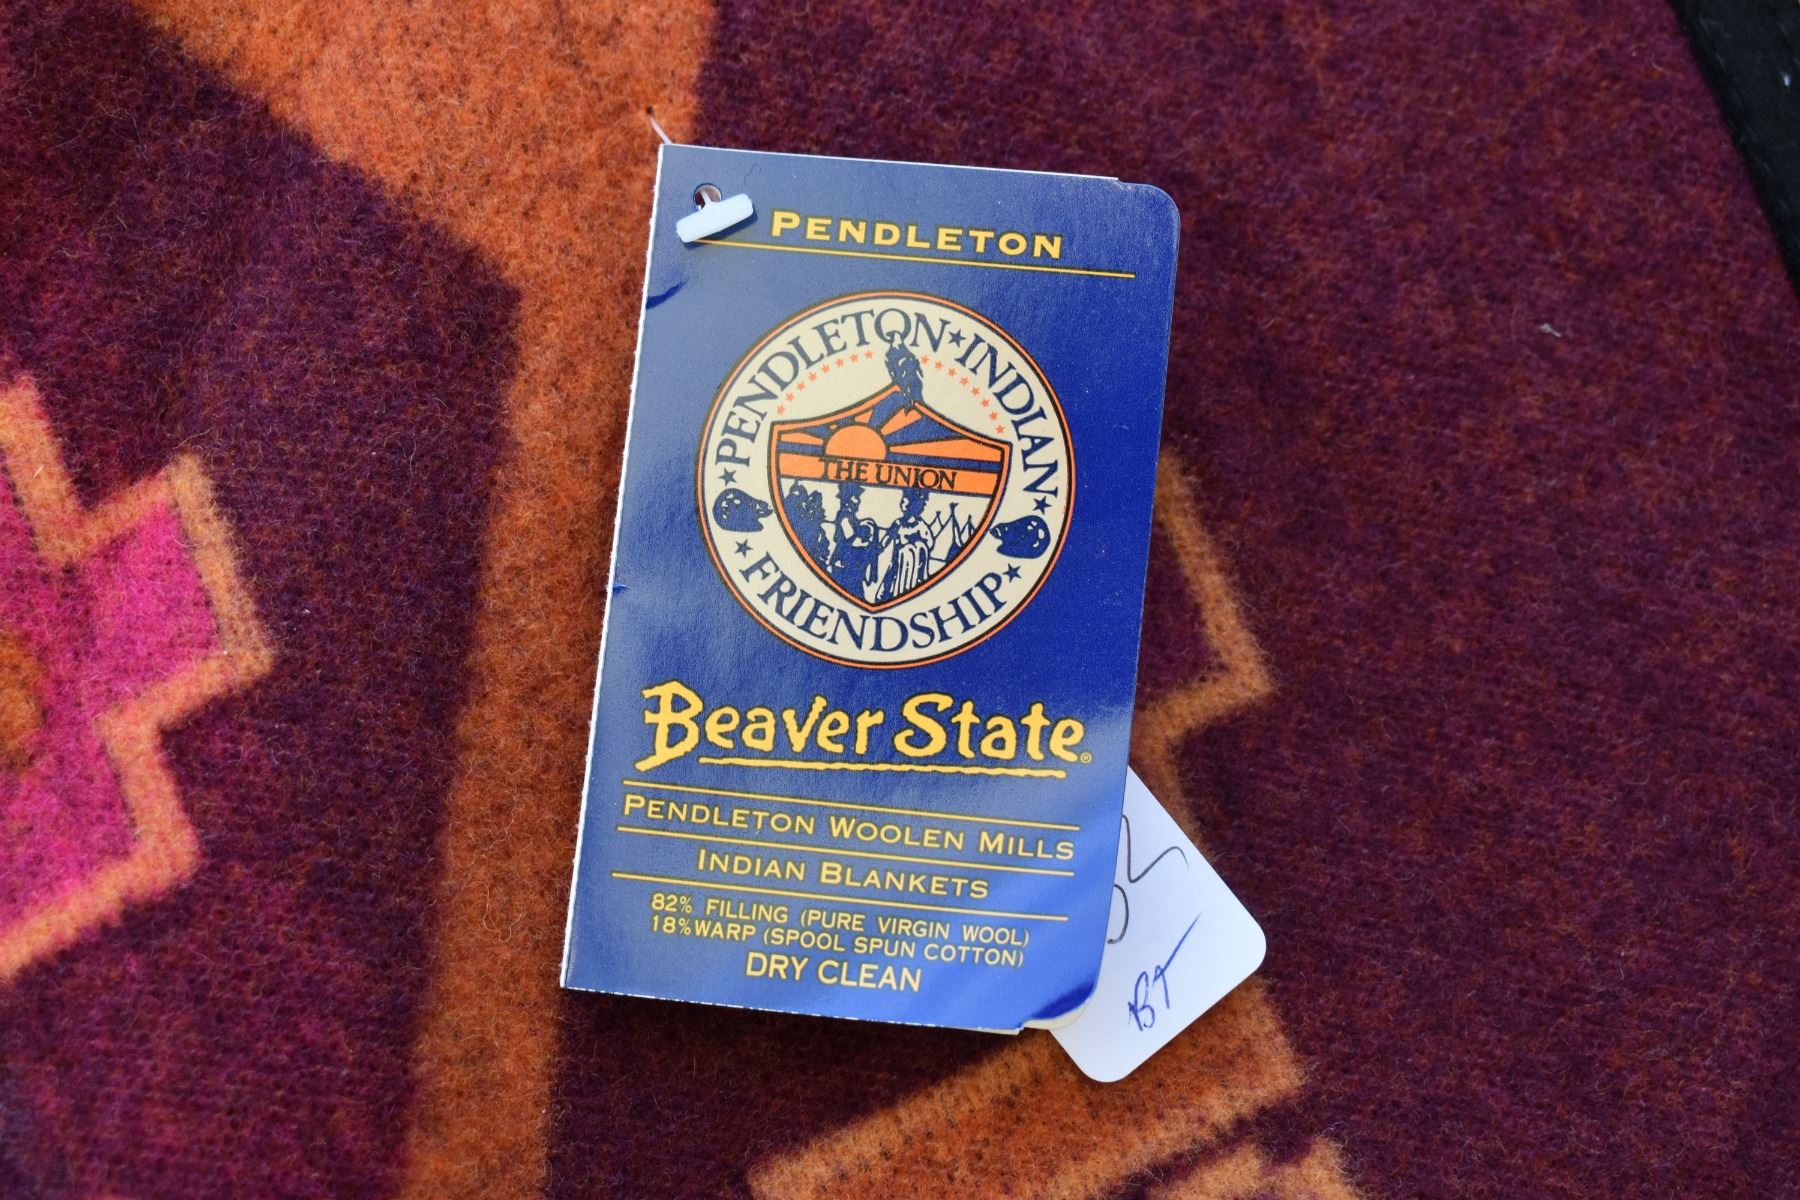 PENDLETON
PENDLETON ★ INDIAN ★
★ FRIENDSHIP ★
THE UNION
Beaver State®
PENDLETON WOOLEN MILLS
INDIAN BLANKETS
82% FILLING (PURE VIRGIN WOOL)
18% WARP (SPOOL SPUN COTTON)
DRY CLEAN
BT